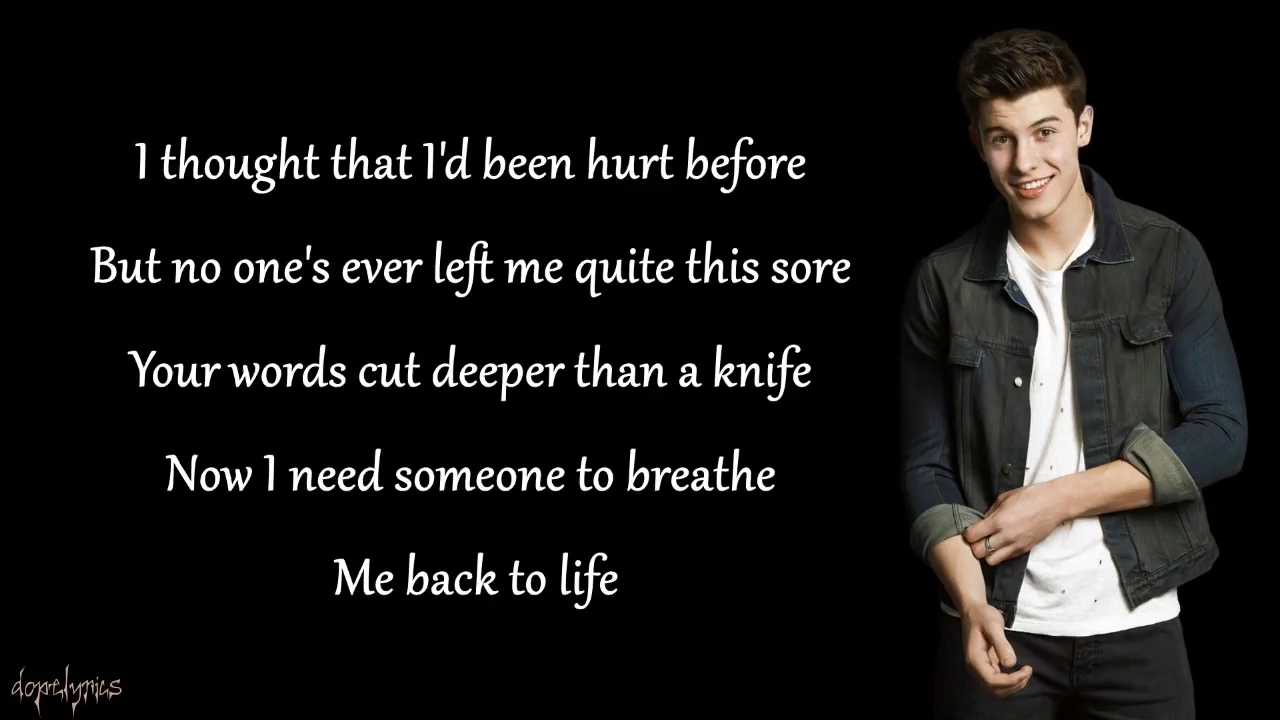 I thought that I'd been hurt before
But no one's ever left me quite this sore
Your words cut deeper than a knife
Now I need someone to breathe
Me back to life
dopelyrics